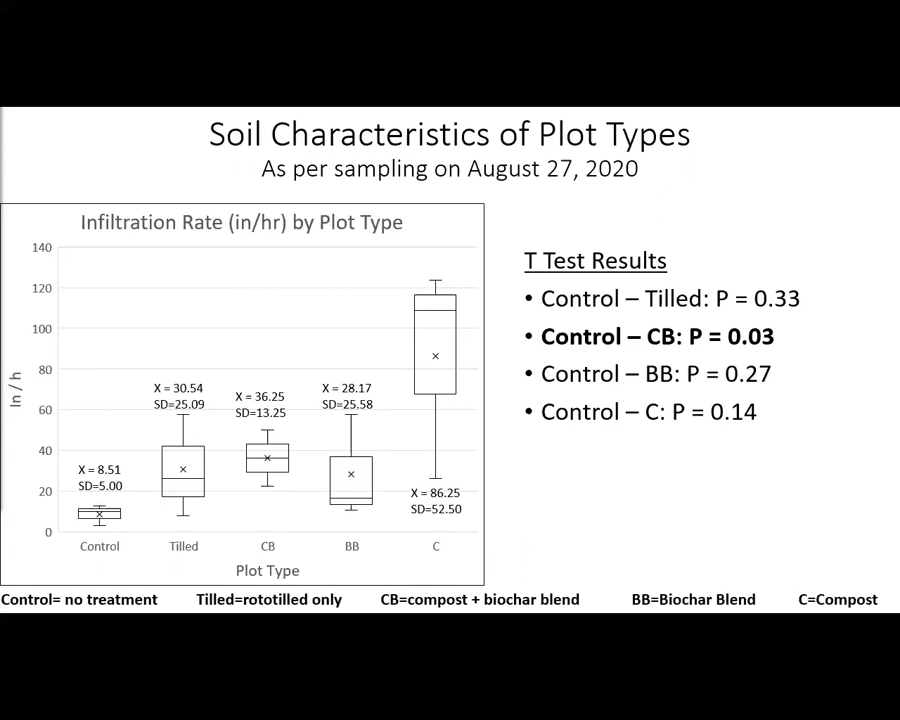 Soil Characteristics of Plot Types
As per sampling on August 27, 2020
Infiltration Rate (in/hr) by Plot Type
140
120
100
80
60
40
20
0
In / h
X = 8.51
SD=5.00
X = 30.54
SD=25.09
X = 36.25
SD=13.25
X = 28.17
SD=25.58
X = 86.25
SD=52.50
Control
Tilled
CB
BB
C
Plot Type
T Test Results
• Control – Tilled: P = 0.33
• Control – CB: P = 0.03
• Control – BB: P = 0.27
• Control – C: P = 0.14
Control= no treatment Tilled=rototilled only CB=compost + biochar blend BB=Biochar Blend C=Compost